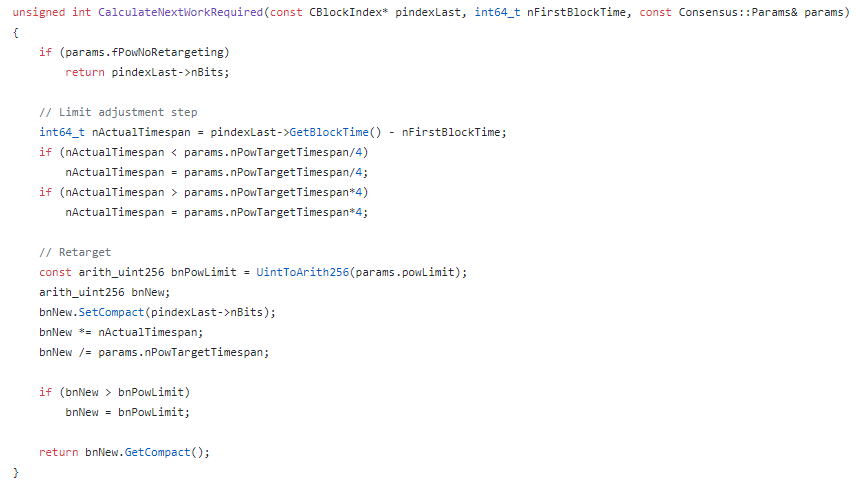 unsigned int CalculateNextWorkRequired(const CBlockIndex* pindexLast, int64_t nFirstBlockTime, const Consensus::Params& params)
{
    if (params.fPowNoRetargeting)
        return pindexLast->nBits;

    // Limit adjustment step
    int64_t nActualTimespan = pindexLast->GetBlockTime() - nFirstBlockTime;
    if (nActualTimespan < params.nPowTargetTimespan/4)
        nActualTimespan = params.nPowTargetTimespan/4;
    if (nActualTimespan > params.nPowTargetTimespan*4)
        nActualTimespan = params.nPowTargetTimespan*4;

    // Retarget
    const arith_uint256 bnPowLimit = UintToArith256(params.powLimit);
    arith_uint256 bnNew;
    bnNew.SetCompact(pindexLast->nBits);
    bnNew *= nActualTimespan;
    bnNew /= params.nPowTargetTimespan;

    if (bnNew > bnPowLimit)
        bnNew = bnPowLimit;

    return bnNew.GetCompact();
}